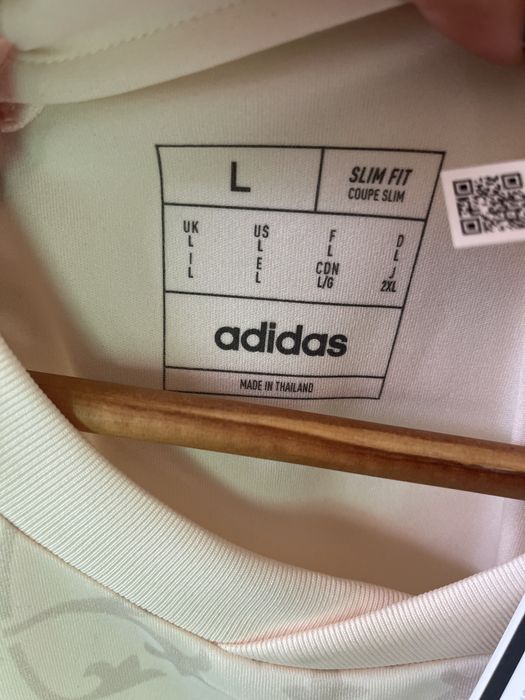 L
SLIM FIT
COUPE SLIM
UK US F D
L L L L
I E CDN J
L L L/G 2XL
adidas
MADE IN THAILAND